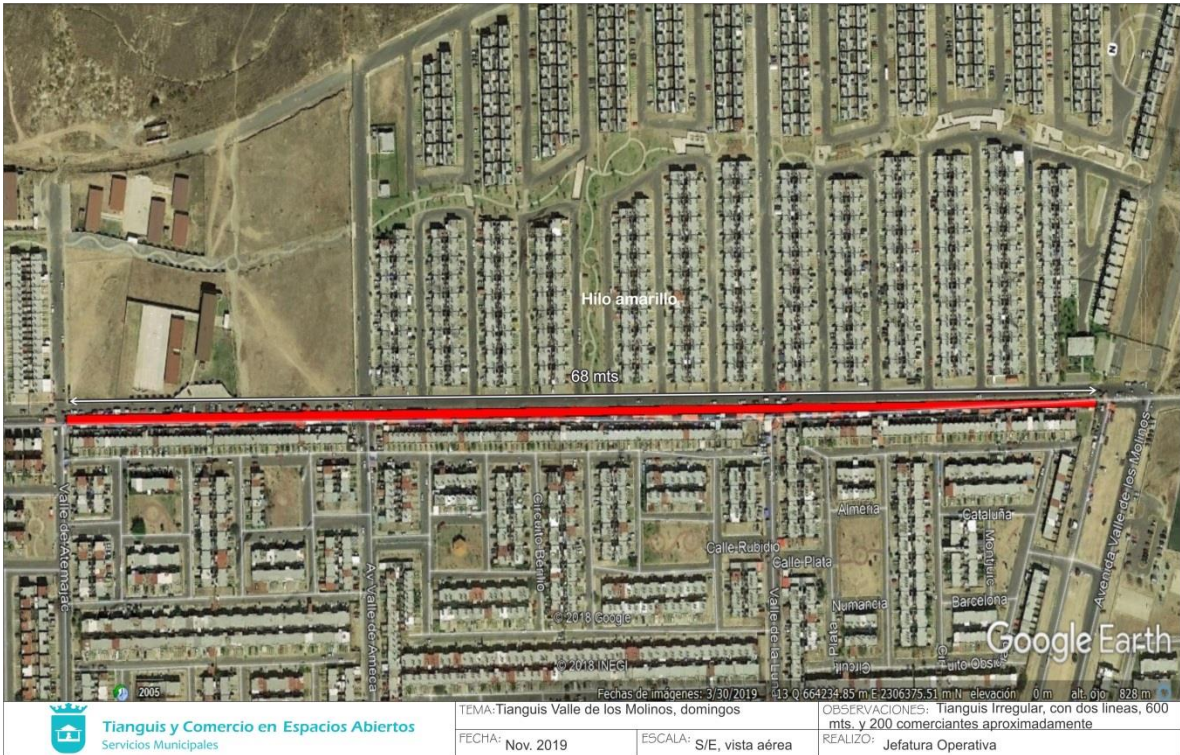 Hilo amarillo
68 mts
Valle de Atemajac
Av. Valle de Ameca
Circuito Berilo
Calle Rubidio
Calle Plata
Valle de la Luna
Plata
Almeria
Cataluña
Montjuic
Numancia
Barcelona
Avenida Valle de los Molinos
© 2018 Google
© 2018 INEGI
Google Earth
2005
Fechas de imágenes: 3/30/2019
13 Q 664234.85 m E 2306375.51 m N elevación 0 m alt. ojo 828 m
Tianguis y Comercio en Espacios Abiertos
Servicios Municipales
TEMA: Tianguis Valle de los Molinos, domingos
FECHA: Nov. 2019
ESCALA: S/E, vista aérea
OBSERVACIONES: Tianguis Irregular, con dos lineas, 600
mts. y 200 comerciantes aproximadamente
REALIZO: Jefatura Operativa
N